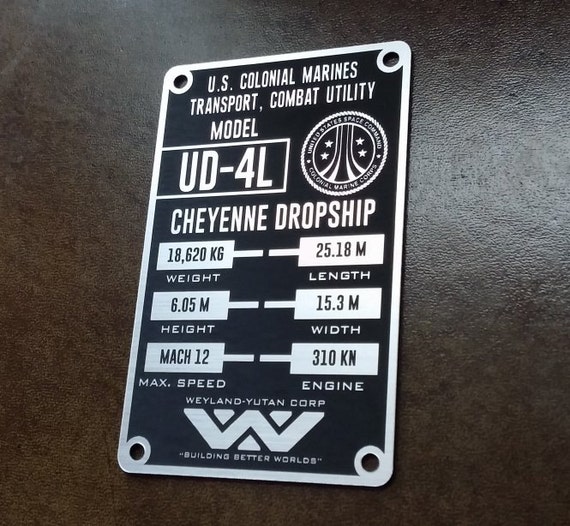 U.S. COLONIAL MARINES
TRANSPORT, COMBAT UTILITY
MODEL
UD-4L
UNITED STATES SPACE COMMAND
COLONIAL MARINE CORPS
CHEYENNE DROPSHIP
18,620 KG
25.18 M
WEIGHT
LENGTH
6.05 M
15.3 M
HEIGHT
WIDTH
MACH 12
310 KN
MAX. SPEED
ENGINE
WEYLAND-YUTAN CORP
"BUILDING BETTER WORLDS"